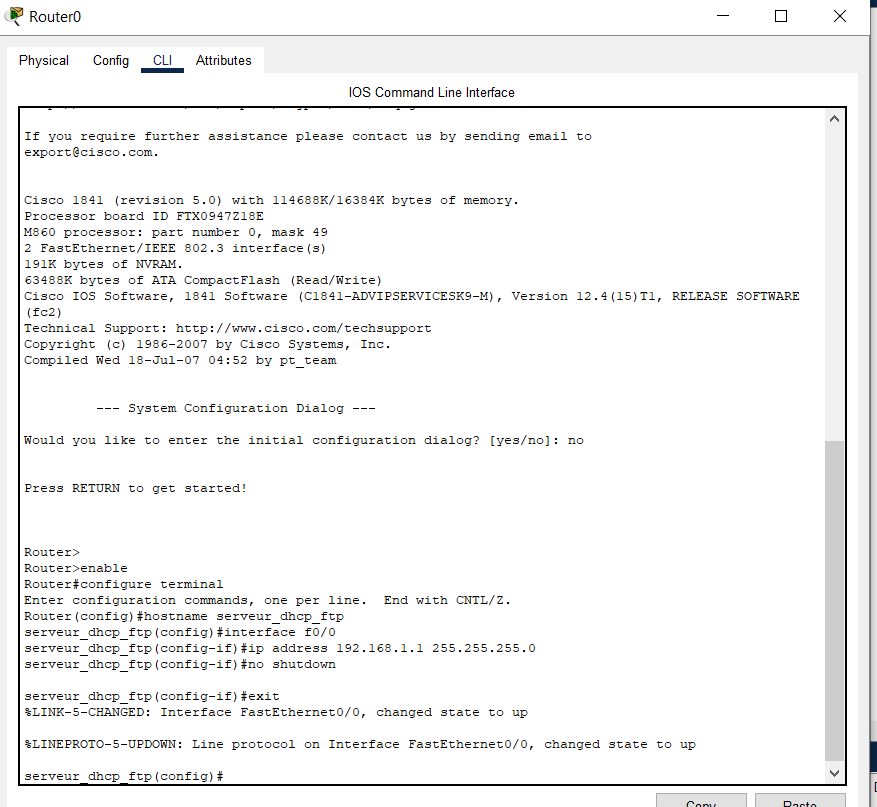 Router0
Physical Config CLI Attributes
IOS Command Line Interface
If you require further assistance please contact us by sending email to
export@cisco.com.
Cisco 1841 (revision 5.0) with 114688K/16384K bytes of memory.
Processor board ID FTX0947Z18E
M860 processor: part number 0, mask 49
2 FastEthernet/IEEE 802.3 interface(s)
191K bytes of NVRAM.
63488K bytes of ATA CompactFlash (Read/Write)
Cisco IOS Software, 1841 Software (C1841-ADVIPSERVICESK9-M), Version 12.4(15)T1, RELEASE SOFTWARE
(fc2)
Technical Support: http://www.cisco.com/techsupport
Copyright (c) 1986-2007 by Cisco Systems, Inc.
Compiled Wed 18-Jul-07 04:52 by pt_team
--- System Configuration Dialog ---
Would you like to enter the initial configuration dialog? [yes/no]: no
Press RETURN to get started!
Router>
Router>enable
Router#configure terminal
Enter configuration commands, one per line.  End with CNTL/Z.
Router(config)#hostname serveur_dhcp_ftp
serveur_dhcp_ftp(config)#interface f0/0
serveur_dhcp_ftp(config-if)#ip address 192.168.1.1 255.255.255.0
serveur_dhcp_ftp(config-if)#no shutdown
serveur_dhcp_ftp(config-if)#exit
%LINK-5-CHANGED: Interface FastEthernet0/0, changed state to up
%LINEPROTO-5-UPDOWN: Line protocol on Interface FastEthernet0/0, changed state to up
serveur_dhcp_ftp(config)#
Copy Paste